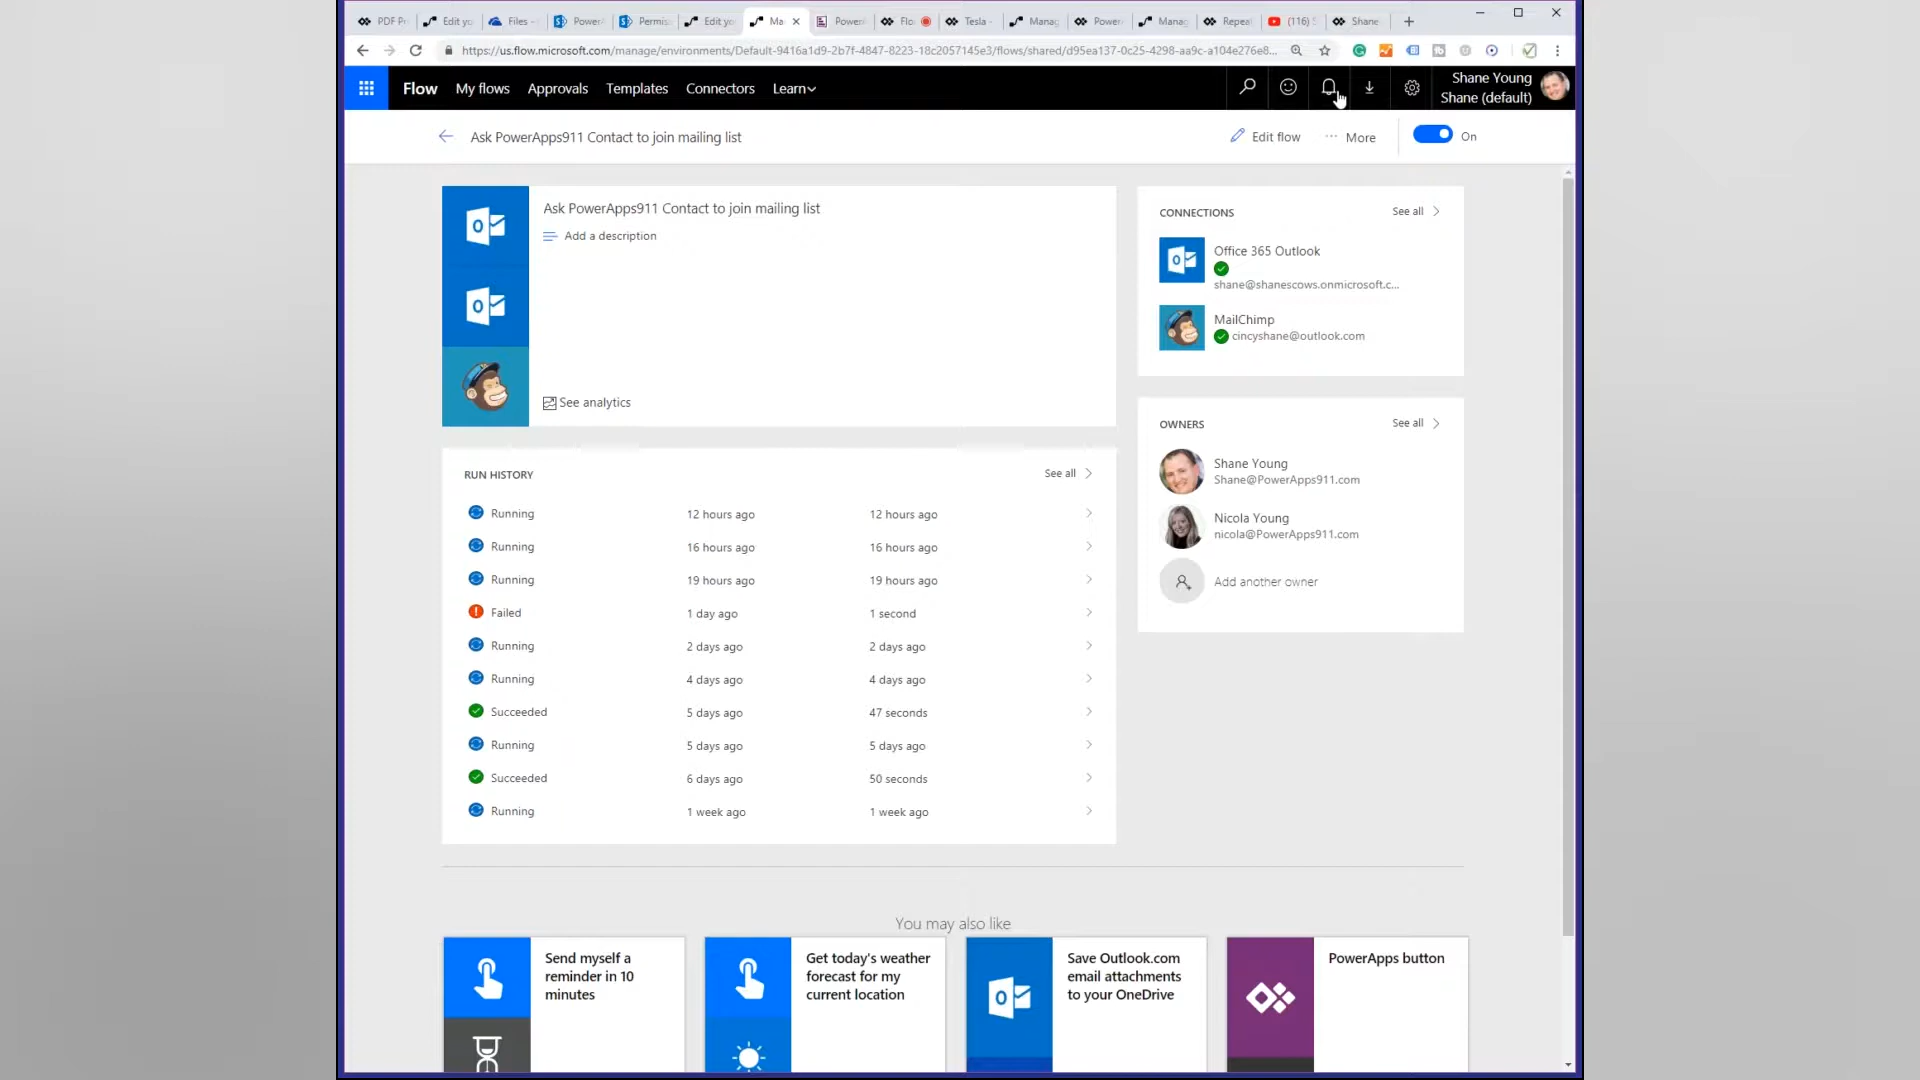 PDF Pr
Edit yo
Files -
Power
Permis
Edit yo
Ma
Power
Flo
Tesla -
Manag
Power
Manag
Repea
(116)
Shane
https://us.flow.microsoft.com/manage/environments/Default-9416a1d9-2b7f-4847-8223-18c2057145e3/flows/shared/d95ea137-0c25-4298-aa9c-a104e276e8...
Flow My flows Approvals Templates Connectors Learn
Shane Young
Shane (default)
Ask PowerApps911 Contact to join mailing list
Edit flow
··· More
On
Ask PowerApps911 Contact to join mailing list
Add a description
See analytics
CONNECTIONS See all
Office 365 Outlook
shane@shanescows.onmicrosoft.c...
MailChimp
cincyshane@outlook.com
OWNERS See all
Shane Young
Shane@PowerApps911.com
Nicola Young
nicola@PowerApps911.com
Add another owner
RUN HISTORY See all
Running 12 hours ago 12 hours ago
Running 16 hours ago 16 hours ago
Running 19 hours ago 19 hours ago
Failed 1 day ago 1 second
Running 2 days ago 2 days ago
Running 4 days ago 4 days ago
Succeeded 5 days ago 47 seconds
Running 5 days ago 5 days ago
Succeeded 6 days ago 50 seconds
Running 1 week ago 1 week ago
You may also like
Send myself a
reminder in 10
minutes
Get today's weather
forecast for my
current location
Save Outlook.com
email attachments
to your OneDrive
PowerApps button